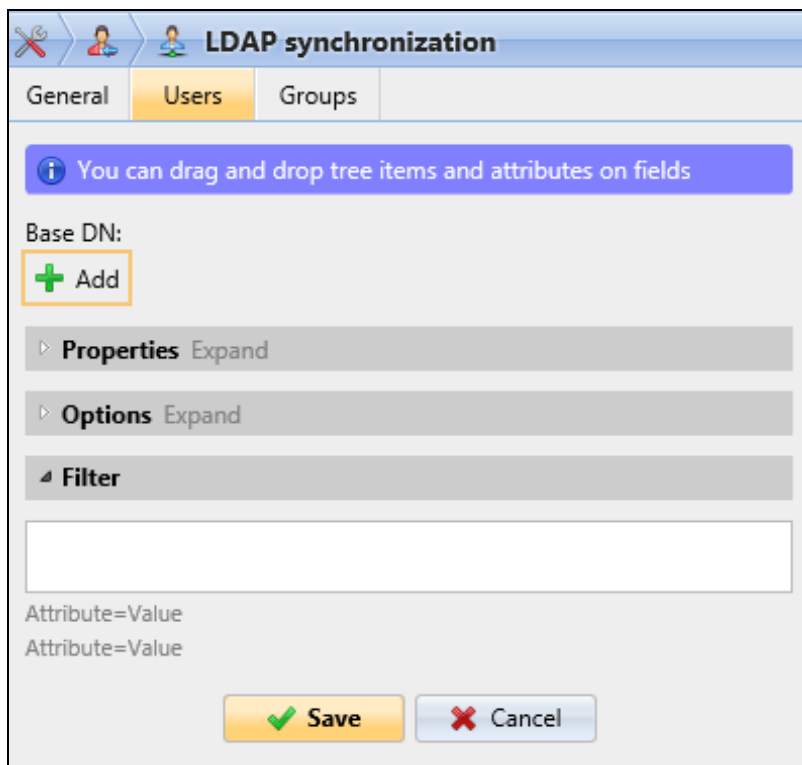 LDAP synchronization
General Users Groups
You can drag and drop tree items and attributes on fields
Base DN:
Add
Properties Expand
Options Expand
Filter
Attribute=Value
Attribute=Value
Save Cancel